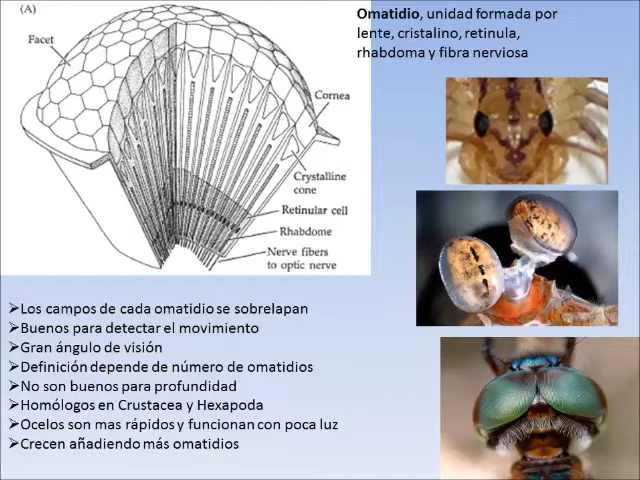 (A)
Facet
Cornea
Crystalline
cone
Retinular cell
Rhabdome
Nerve fibers
to optic nerve
Omatidio, unidad formada por
lente, cristalino, retinula,
rhabdoma y fibra nerviosa
➢Los campos de cada omatidio se sobrelapan
➢Buenos para detectar el movimiento
➢Gran ángulo de visión
➢Definición depende de número de omatidios
➢No son buenos para profundidad
➢Homólogos en Crustacea y Hexapoda
➢Ocelos son mas rápidos y funcionan con poca luz
➢Crecen añadiendo más omatidios